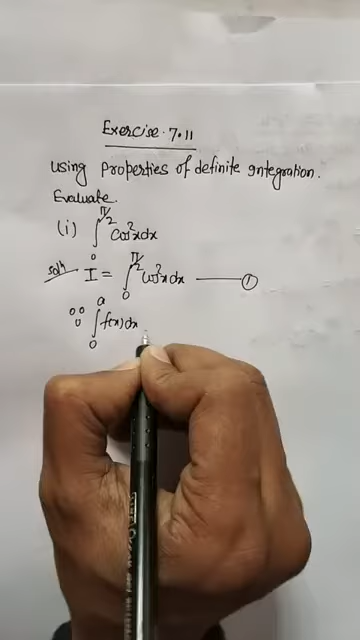 Exercise 7.11
using Properties of definite integration.
Evaluate.
(i) ∫₀^(π/2) cos²x dx
solⁿ I = ∫₀^(π/2) cos²x dx —— ①
∵ ∫₀^a f(x) dx